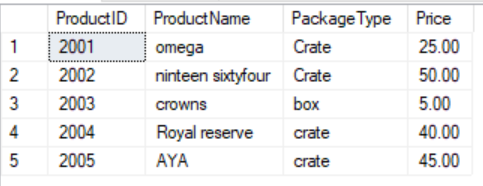 ProductID ProductName PackageType Price
1 2001 omega Crate 25.00
2 2002 ninteen sixtyfour Crate 50.00
3 2003 crowns box 5.00
4 2004 Royal reserve crate 40.00
5 2005 AYA crate 45.00